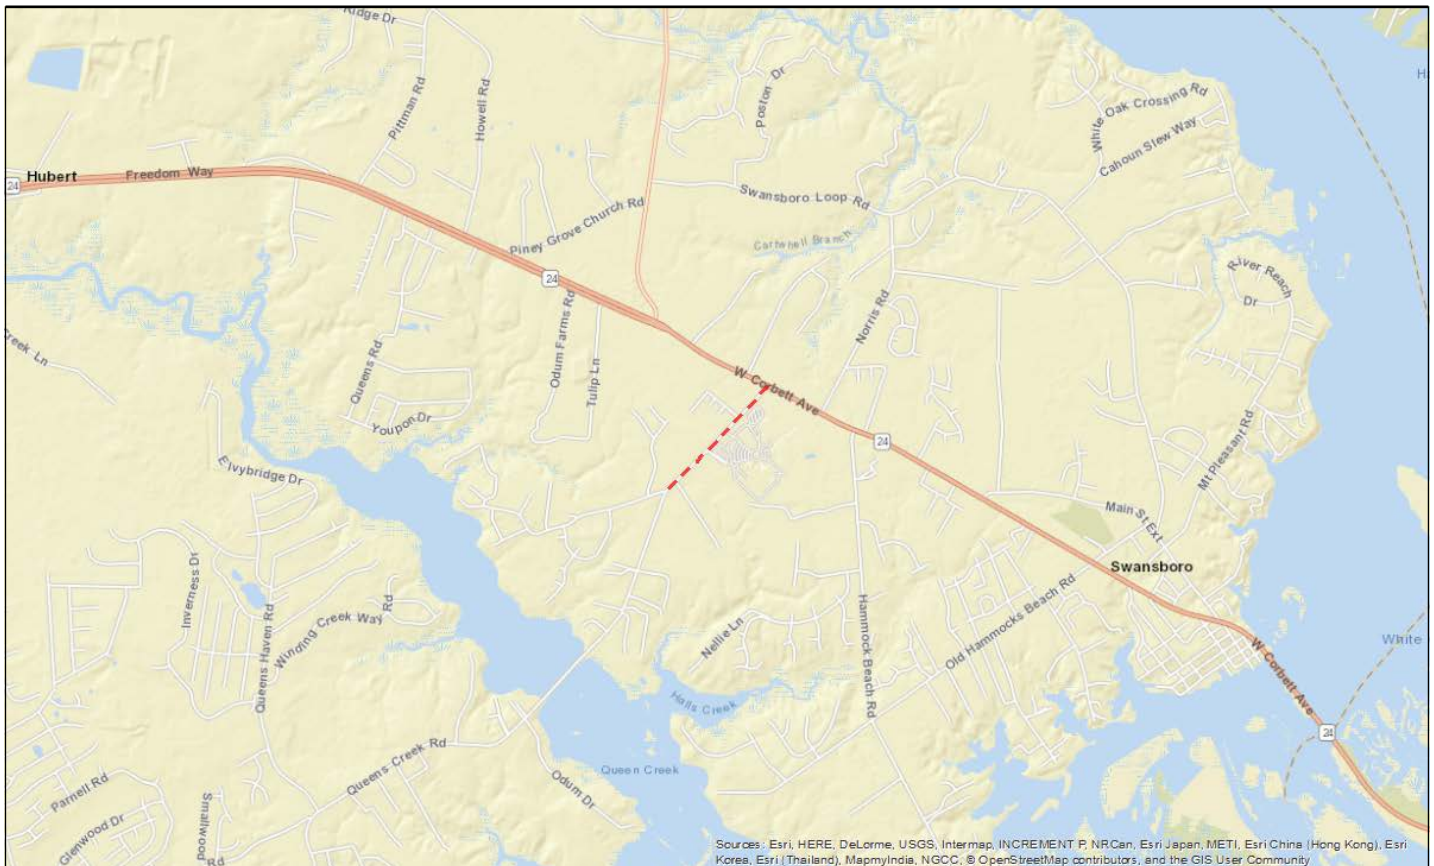 Ridge Dr
Pittman Rd
Howell Rd
Poston Dr
White Oak Crossing Rd
Cahoun Stew Way
24
Hubert
Freedom Way
Swansboro Loop Rd
Piney Grove Church Rd
Cartwhell Branch
River Reach
Dr
24
Odum Farms Rd
Tulip Ln
Norris Rd
Creek Ln
Queens Rd
W Corbett Ave
Youpon Dr
24
Mt Pleasant Rd
E Ivybridge Dr
Main St Ext
Swansboro
Inverness Dr
Queens Haven Rd
Winding Creek Way Rd
Nellie Ln
Hammock Beach Rd
Old Hammocks Beach Rd
White
W Corbett Ave
Halls Creek
24
Queens Creek Rd
Queen Creek
Odum Dr
Parnell Rd
Smallwood
Rd
Glenwood Dr
Sources: Esri, HERE, DeLorme, USGS, Intermap, INCREMENT P, NRCan, Esri Japan, METI, Esri China (Hong Kong), Esri
Korea, Esri (Thailand), MapmyIndia, NGCC, © OpenStreetMap contributors, and the GIS User Community